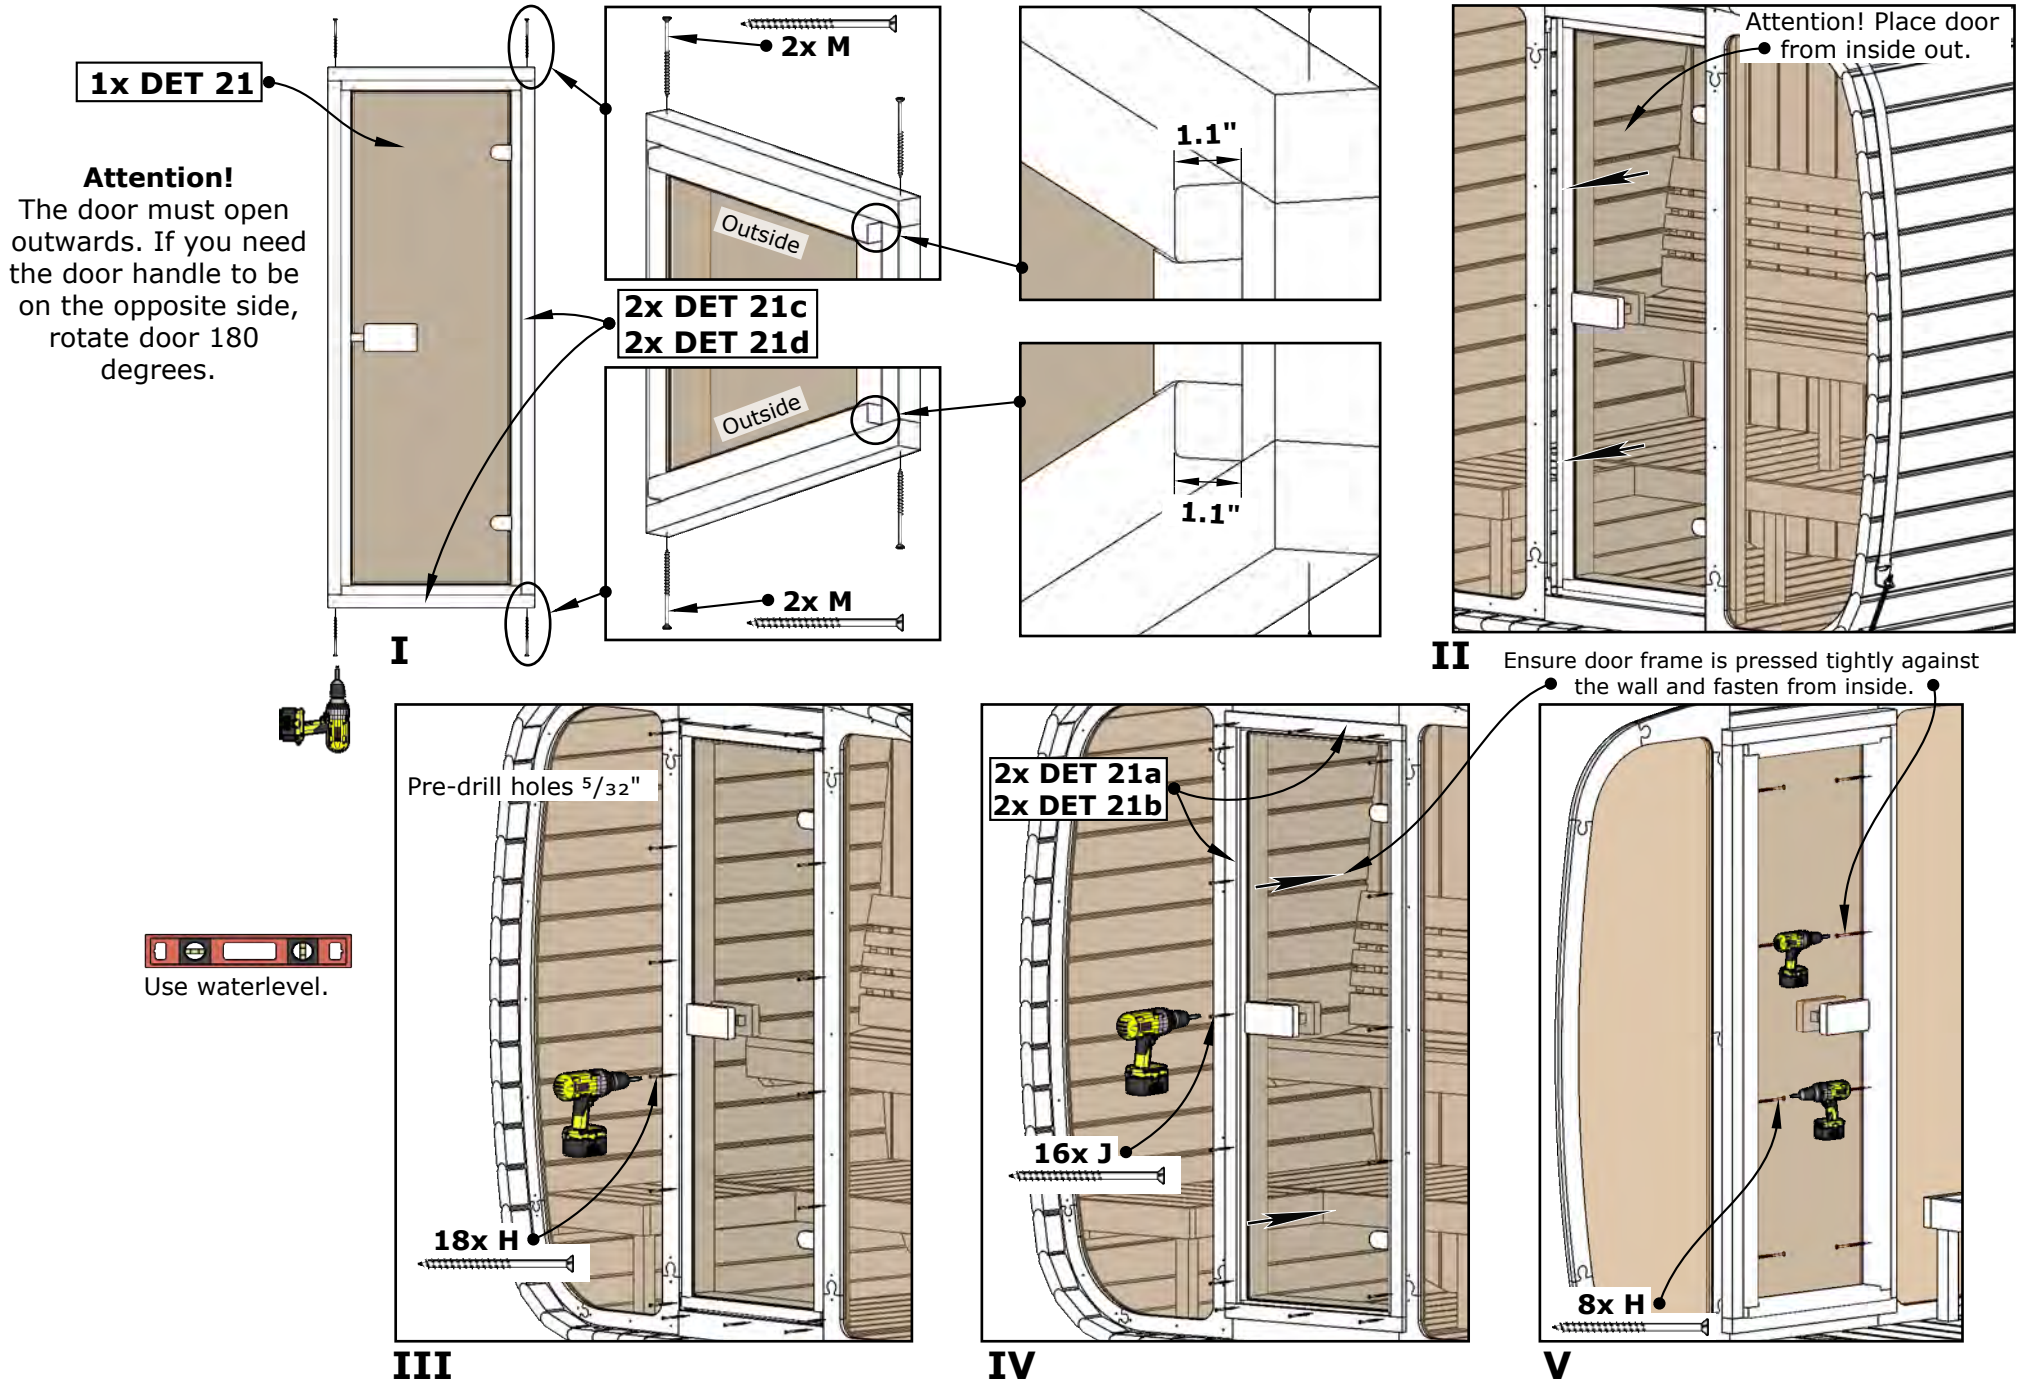 1x DET 21
Attention!
The door must open
outwards. If you need
the door handle to be
on the opposite side,
rotate door 180
degrees.
2x M
Outside
2x DET 21c
2x DET 21d
Outside
2x M
1.1"
1.1"
I
Attention! Place door
from inside out.
II
Ensure door frame is pressed tightly against
the wall and fasten from inside.
Use waterlevel.
Pre-drill holes ⁵/₃₂"
18x H
III
2x DET 21a
2x DET 21b
16x J
IV
8x H
V